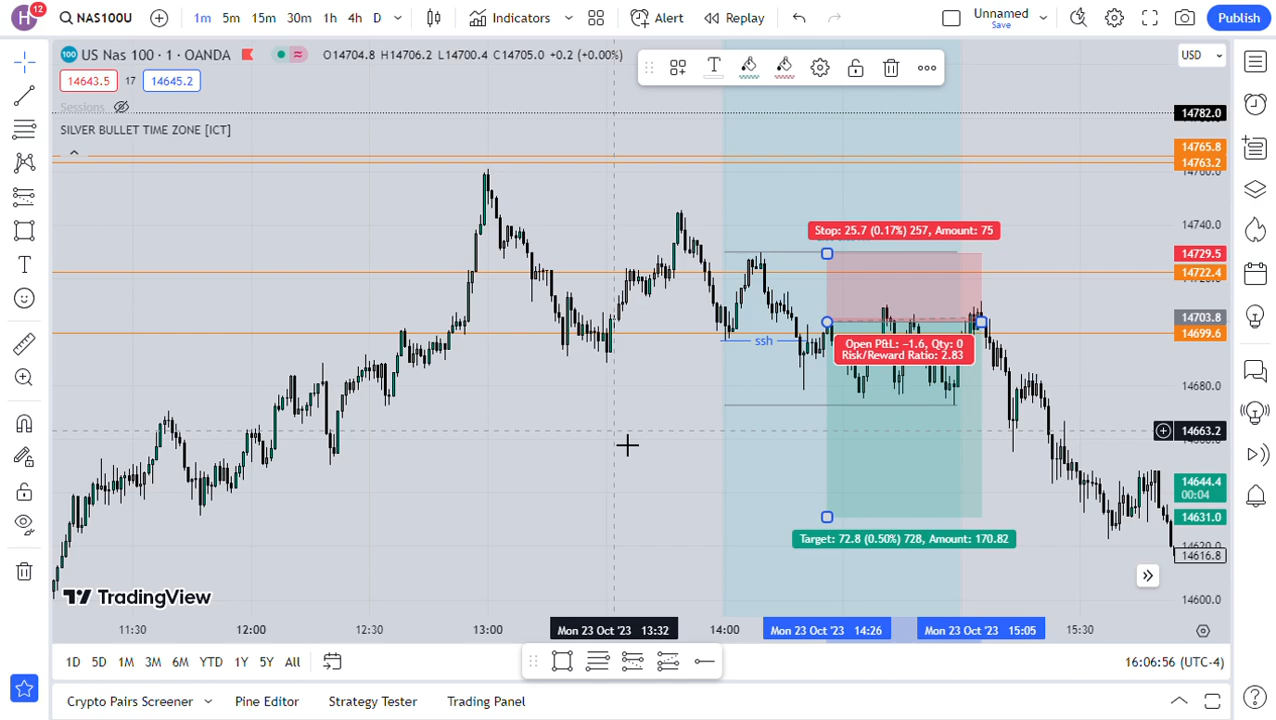 H
12
NAS100U
1m 5m 15m 30m 1h 4h D
Indicators
Alert
Replay
Unnamed
Save
Publish
100 US Nas 100 · 1 · OANDA
O14704.8 H14706.2 L14700.4 C14705.0 +0.2 (+0.00%)
USD
14643.5 17 14645.2
Sessions
SILVER BULLET TIME ZONE [ICT]
14782.0
14765.8
14763.2
14760.0
14740.0
14729.5
14722.4
14703.8
14699.6
14680.0
14663.2
14644.4
00:04
14631.0
14620.0
14616.8
14600.0
Stop: 25.7 (0.17%) 257, Amount: 75
ssh
Open P&L: −1.6, Qty: 0
Risk/Reward Ratio: 2.83
Target: 72.8 (0.50%) 728, Amount: 170.82
TradingView
11:30 12:00 12:30 13:00 Mon 23 Oct '23 13:32 14:00 Mon 23 Oct '23 14:26 Mon 23 Oct '23 15:05 15:30
1D 5D 1M 3M 6M YTD 1Y 5Y All
16:06:56 (UTC-4)
Crypto Pairs Screener Pine Editor Strategy Tester Trading Panel